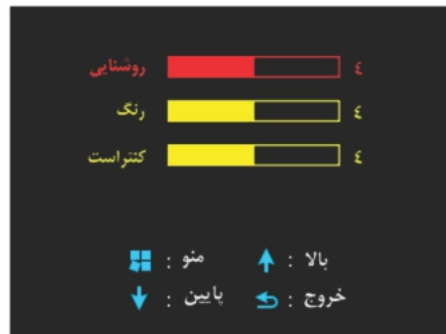 روشنایی ٤
رنگ ٤
کنتراست ٤
بالا : منو :
خروج : پایین :